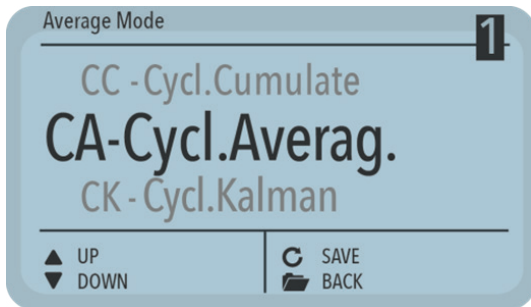 Average Mode
1
CC -Cycl.Cumulate
CA-Cycl.Averag.
CK - Cycl.Kalman
UP
DOWN
SAVE
BACK